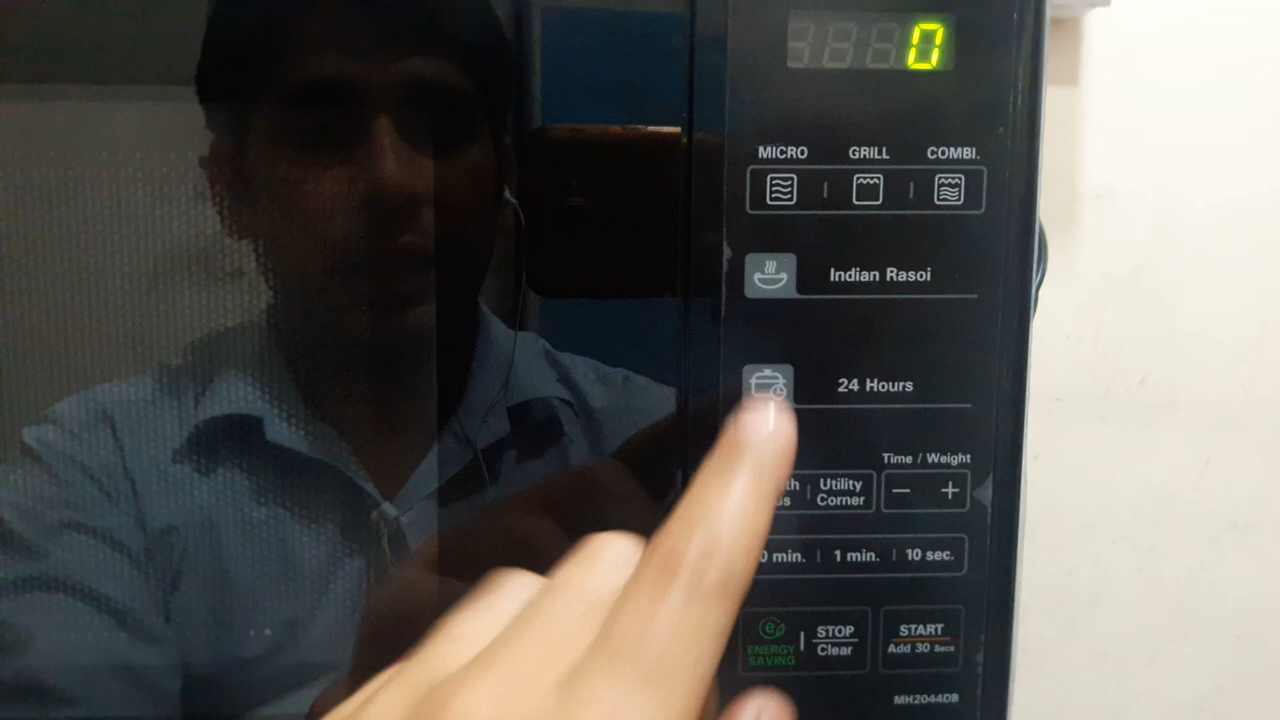 0
MICRO GRILL COMBI.
Indian Rasoi
24 Hours
Time / Weight
Utility
Corner
− +
1 min. 10 sec.
ENERGY
SAVING
STOP
Clear
START
Add 30 Secs
MH2044DB